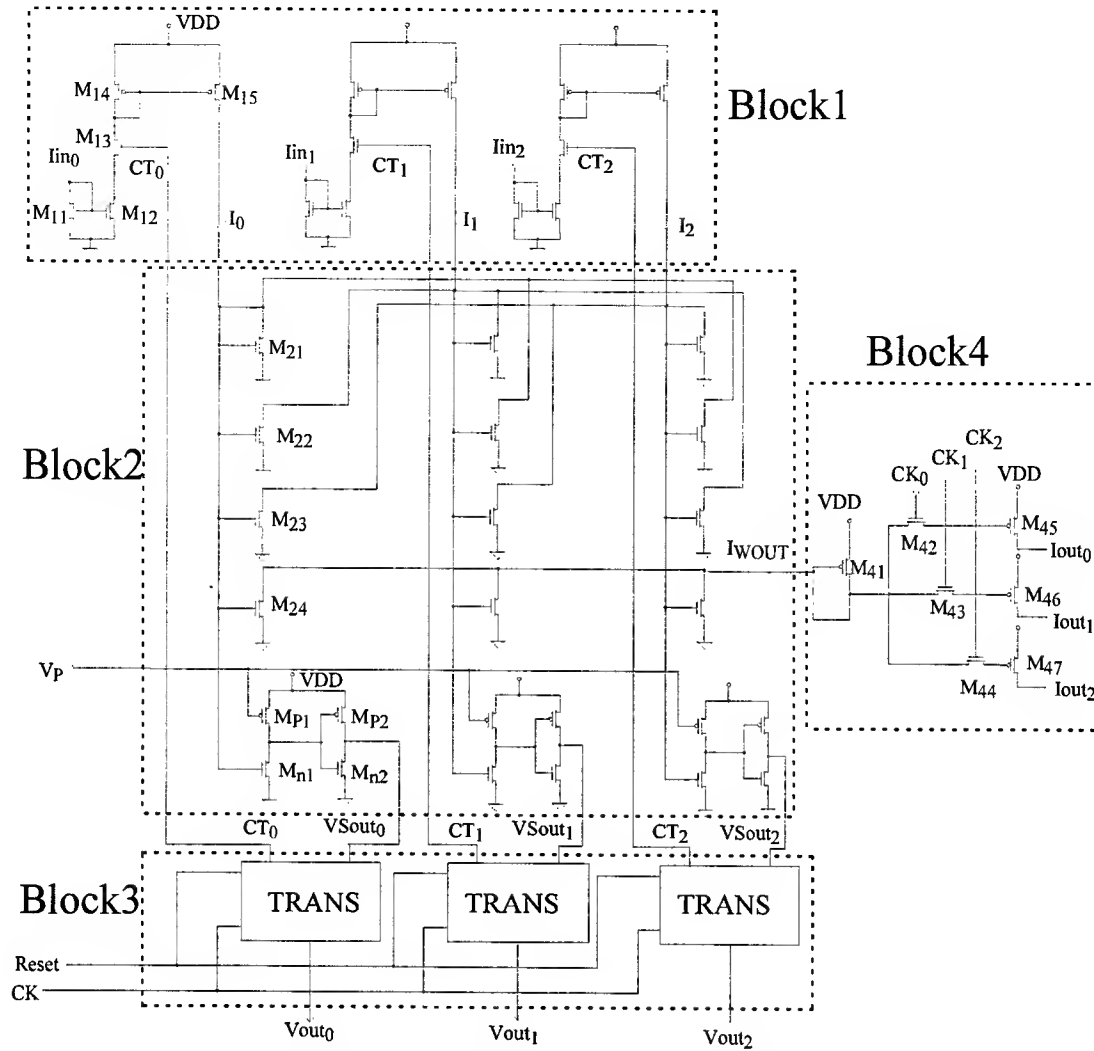 VDD
M14
M15
Block1
M13
Iin0
CT0
Iin1
CT1
Iin2
CT2
M11
M12
I0
I1
I2
M21
Block4
M22
Block2
CK2
CK1
CK0
VDD
VDD
M23
M45
M42
IWOUT
M41
Iout0
M24
M43
M46
Iout1
VP
M47
VDD
M44
Iout2
MP1
MP2
Mn1
Mn2
CT0
VSout0
CT1
VSout1
CT2
VSout2
Block3
TRANS
TRANS
TRANS
Reset
CK
Vout0
Vout1
Vout2